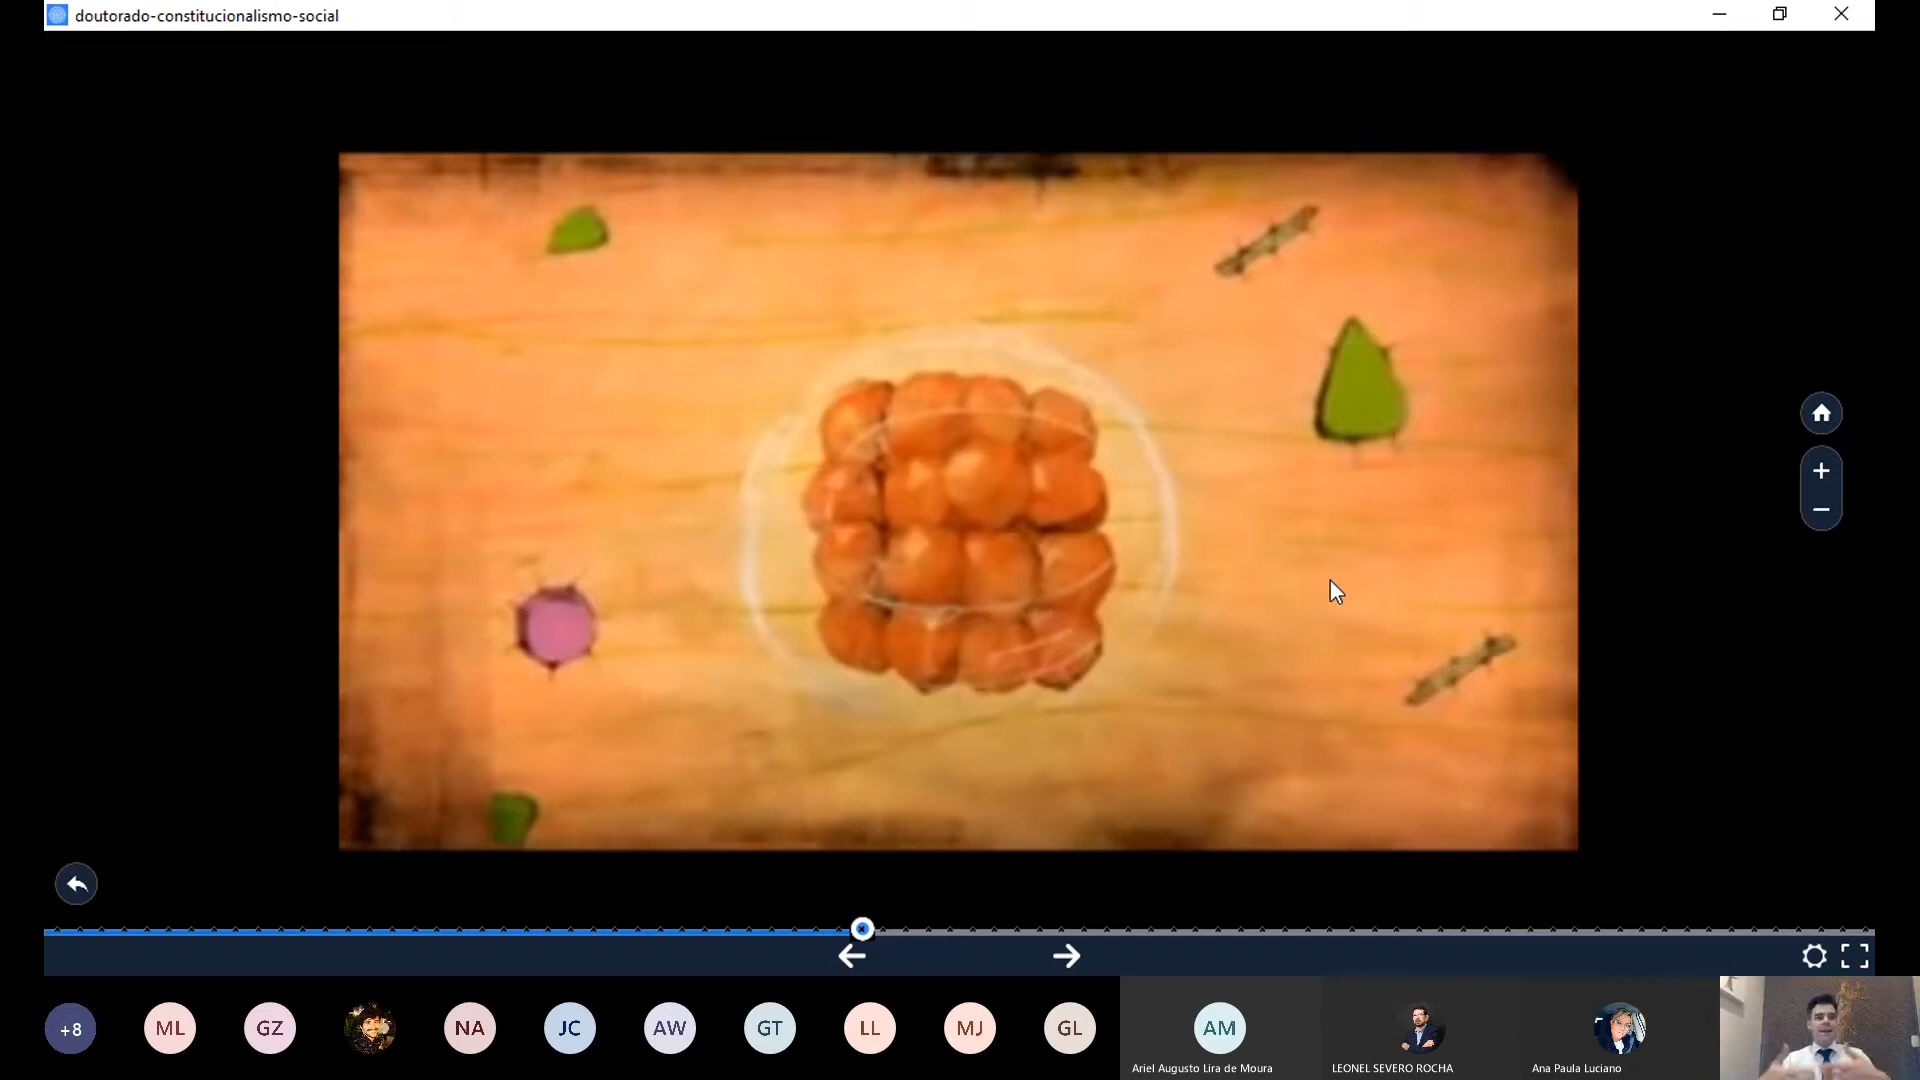 doutorado-constitucionalismo-social
+8
ML
GZ
NA
JC
AW
GT
LL
MJ
GL
AM
Ariel Augusto Lira de Moura
LEONEL SEVERO ROCHA
Ana Paula Luciano